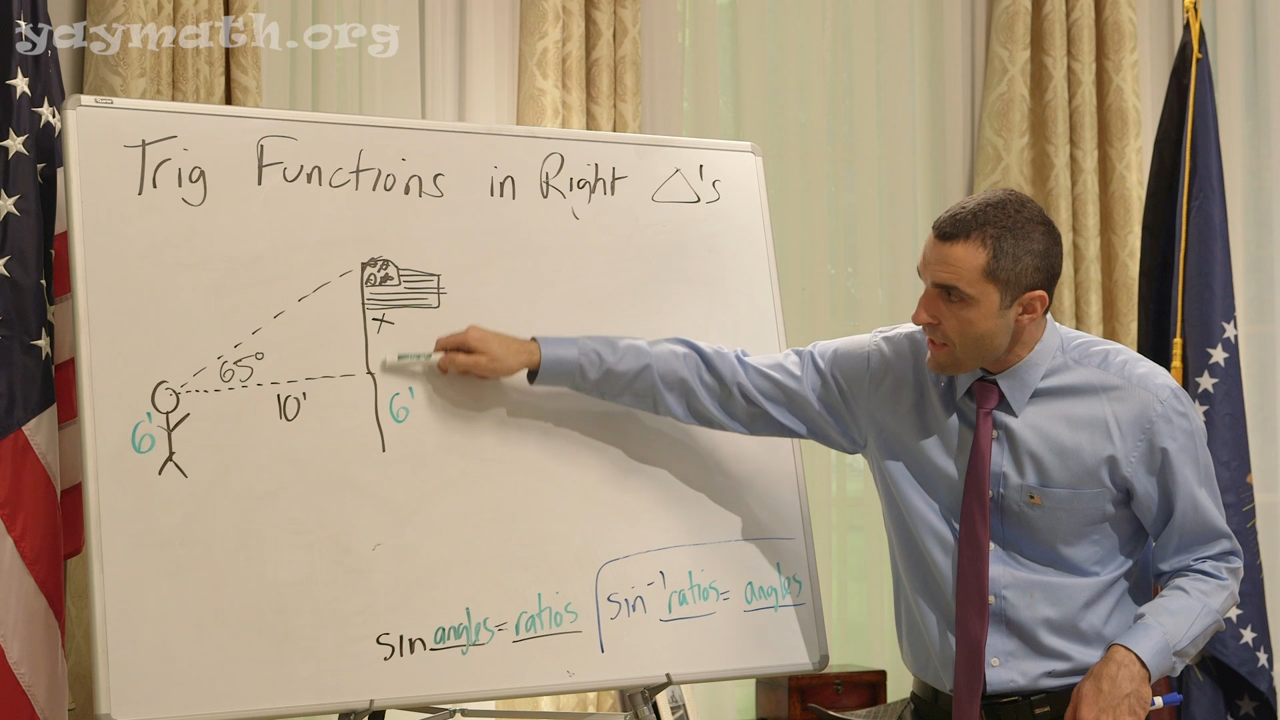 yaymath.org
Trig Functions in Right △'s
x
65°
10'
6'
6'
sin angles = ratios
sin⁻¹ ratios = angles